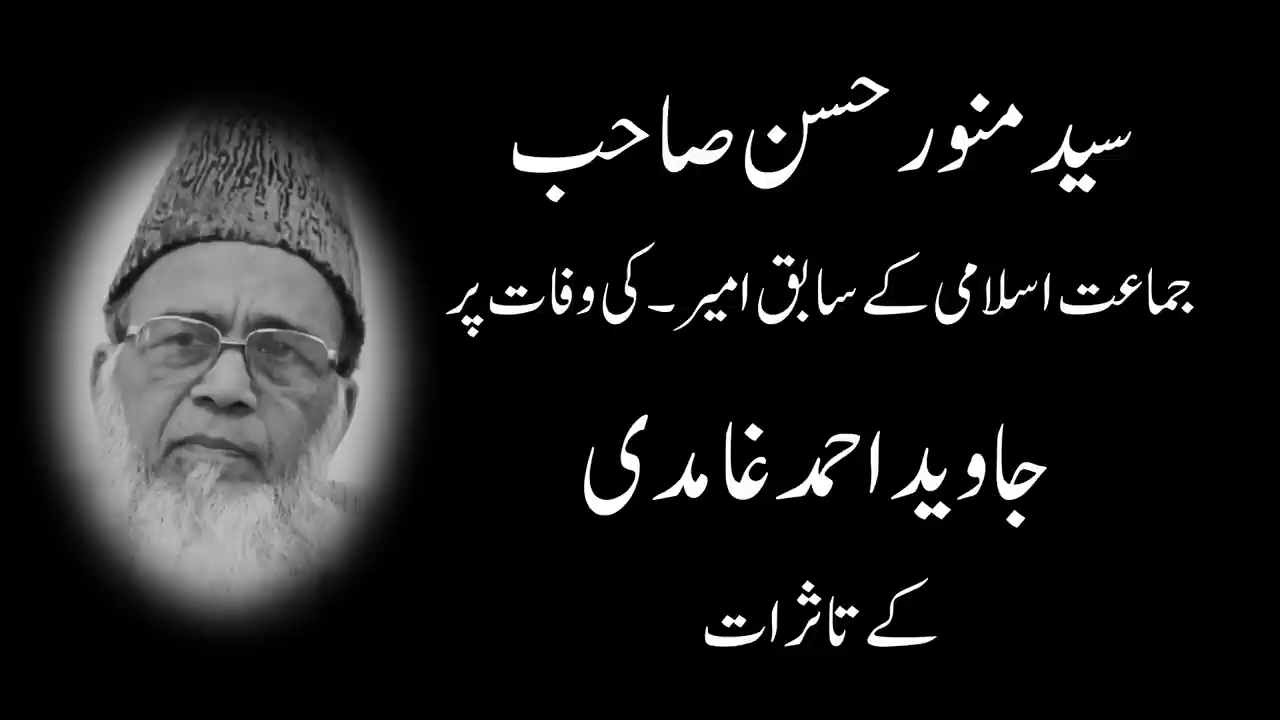 سید منور حسن صاحب
جماعت اسلامی کے سابق امیر ۔ کی وفات پر
جاوید احمد غامدی
کے تاثرات